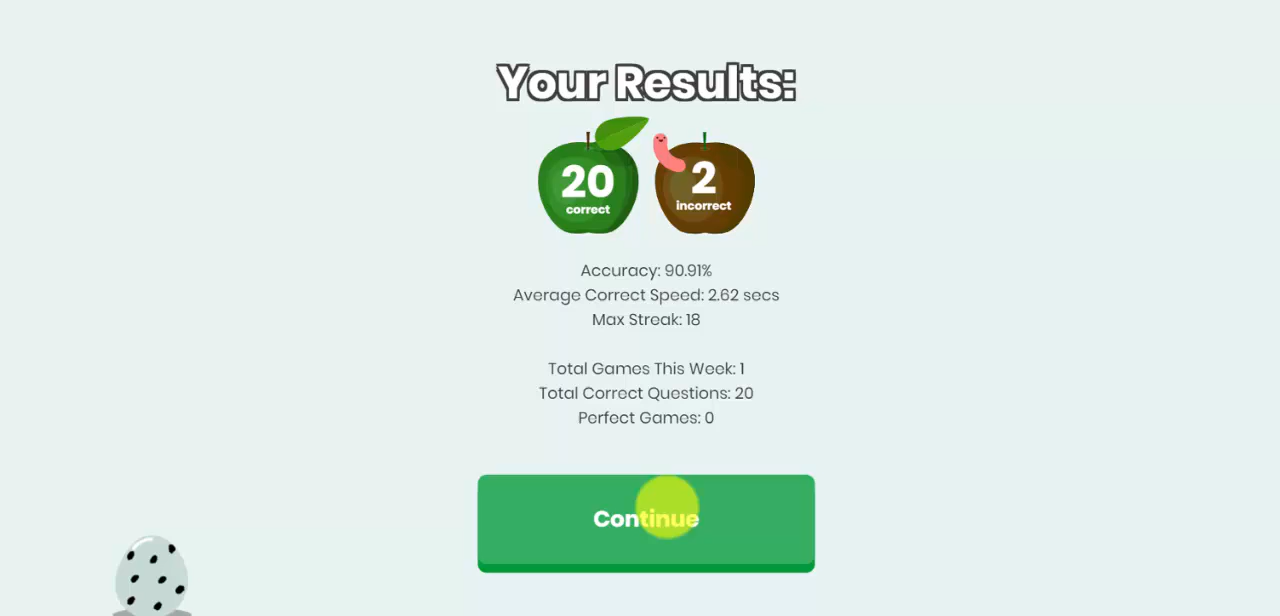 Your Results:
20
correct
2
incorrect
Accuracy: 90.91%
Average Correct Speed: 2.62 secs
Max Streak: 18
Total Games This Week: 1
Total Correct Questions: 20
Perfect Games: 0
Continue